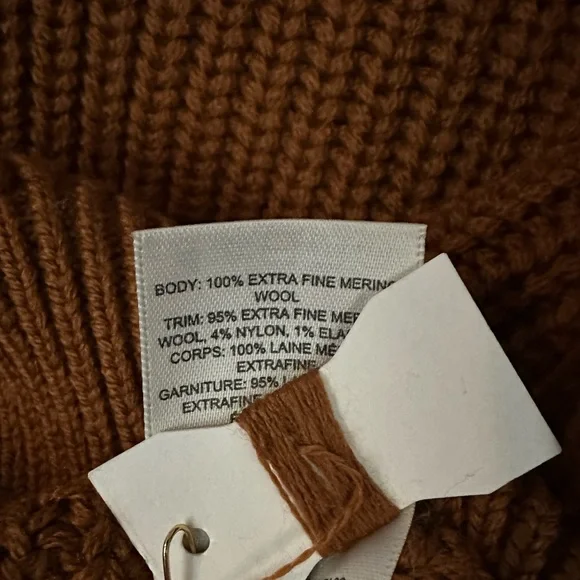 BODY: 100% EXTRA FINE MERINO
WOOL
TRIM: 95% EXTRA FINE
WOOL, 4% NYLON, 1%
CORPS: 100% LAINE
EXTRAFINE
GARNITURE: 95%
EXTRAFINE